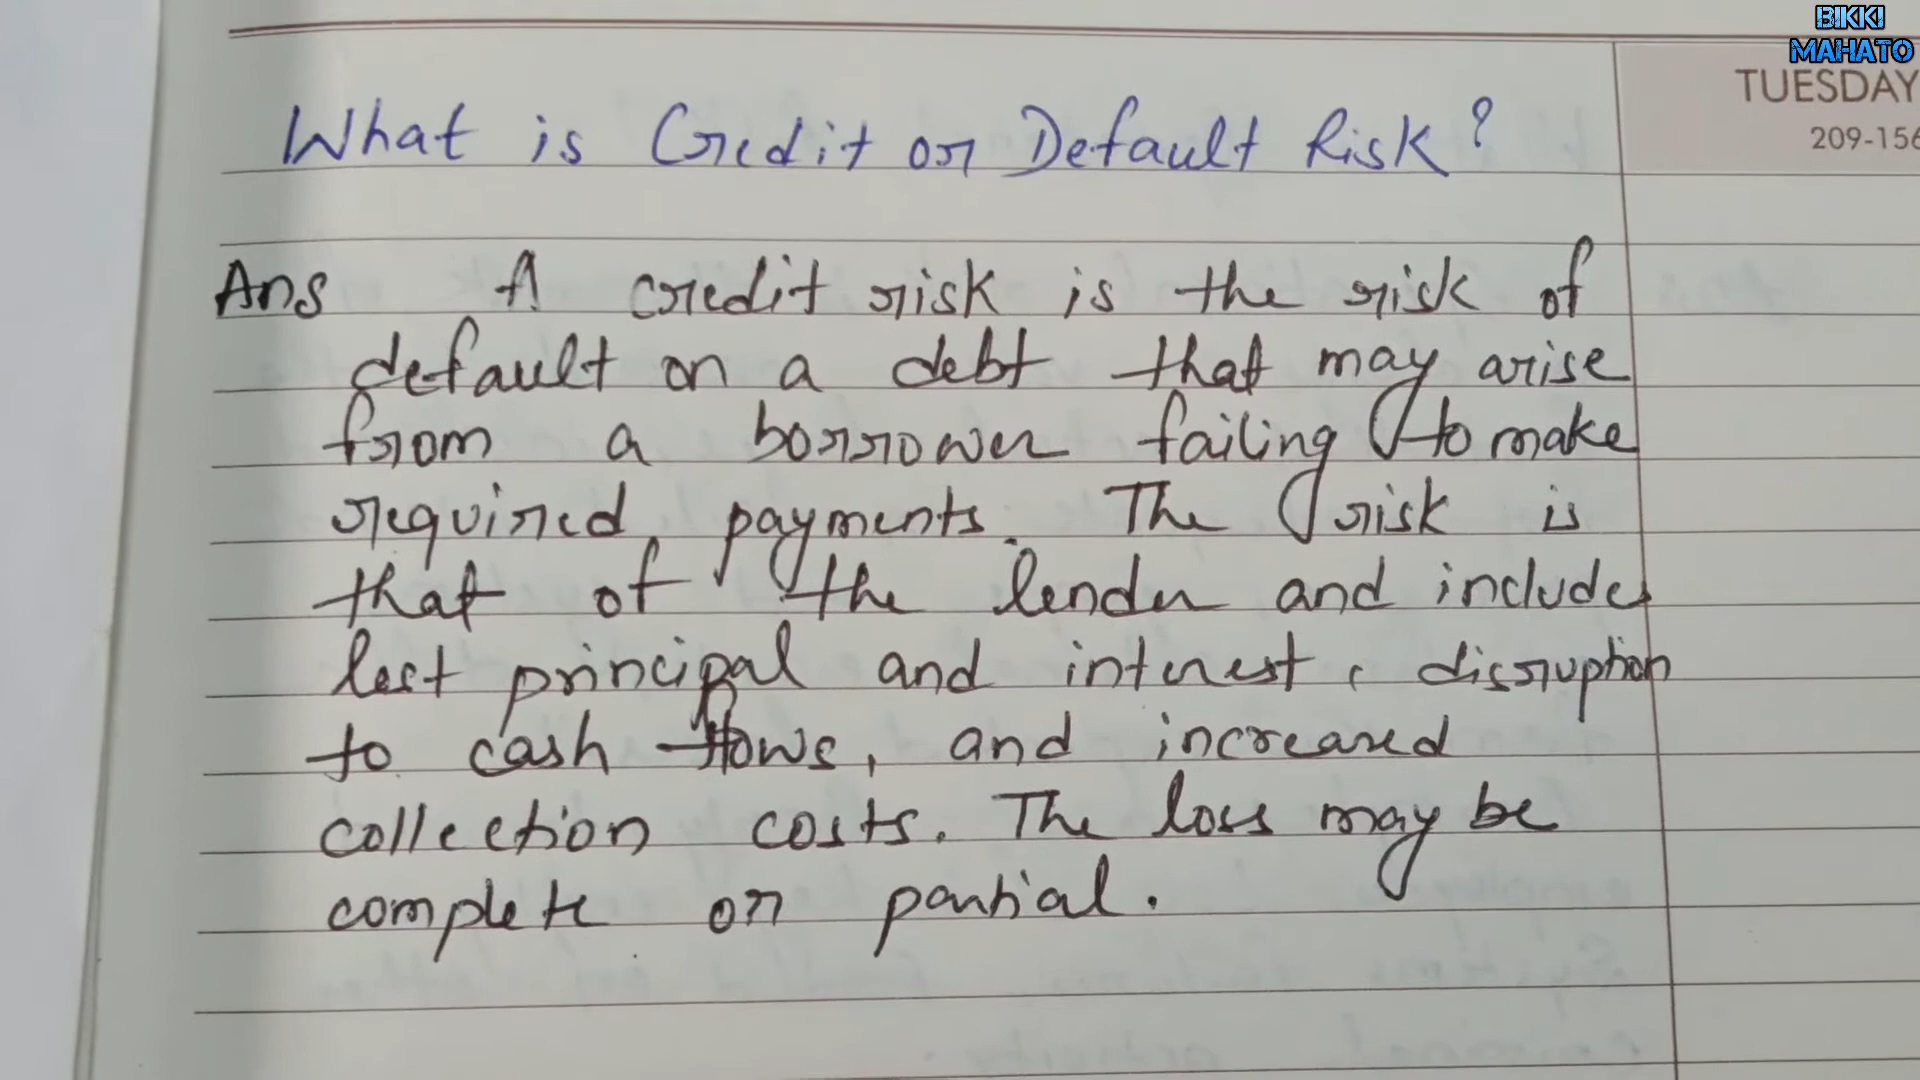 BIKKI
MAHATO
TUESDAY
209-156
What is Credit or Default Risk?
Ans A credit risk is the risk of
default on a debt that may arise
from a borrower failing to make
required payments. The risk is
that of the lender and includes
lost principal and interest, disruption
to cash flows, and increased
collection costs. The loss may be
complete or partial.